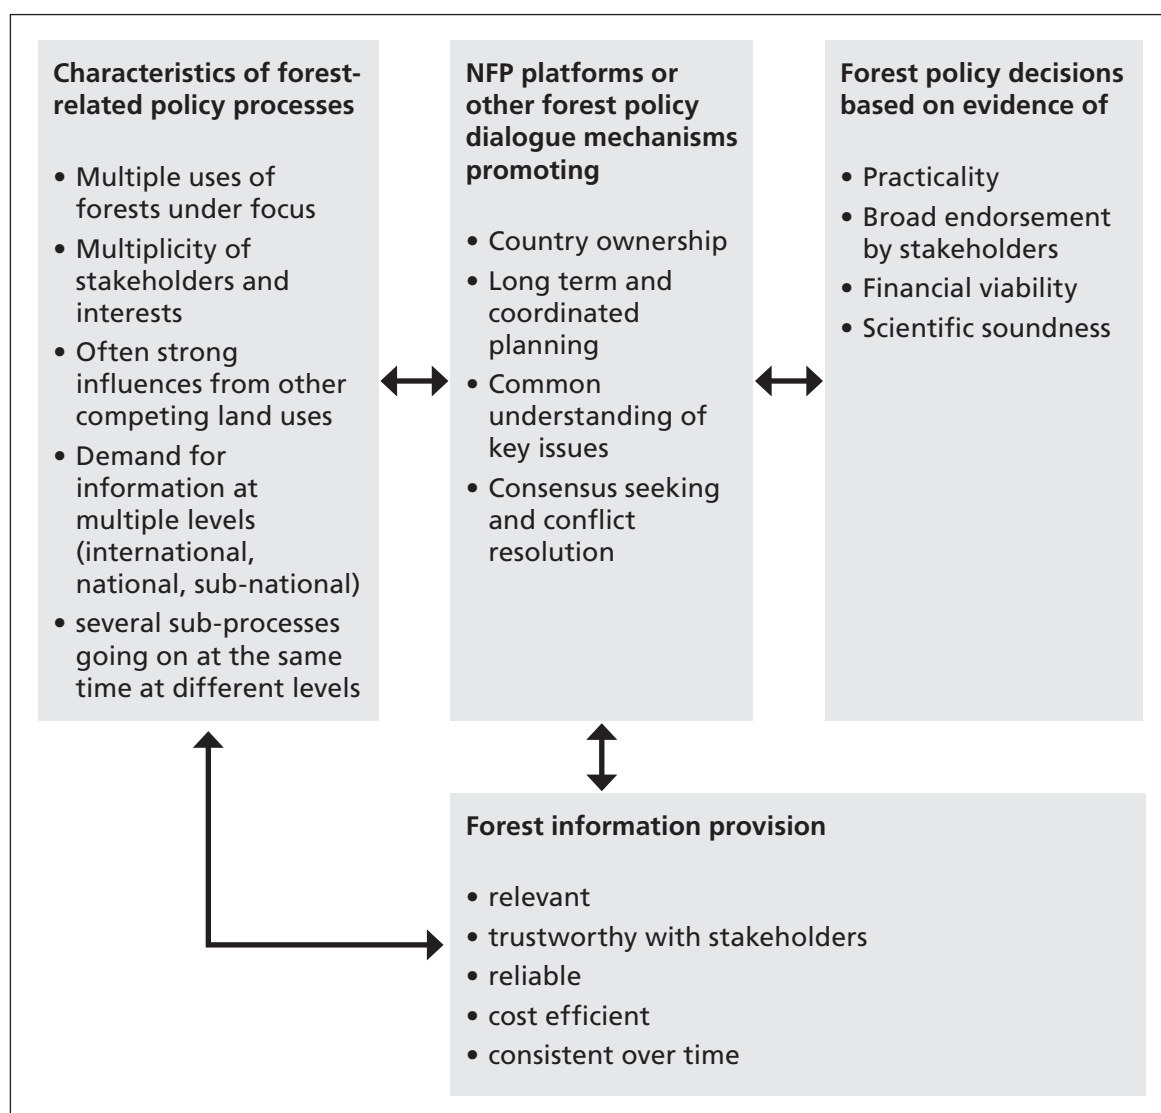 Characteristics of forest-
related policy processes
• Multiple uses of
forests under focus
• Multiplicity of
stakeholders and
interests
• Often strong
influences from other
competing land uses
• Demand for
information at
multiple levels
(international,
national, sub-national)
• several sub-processes
going on at the same
time at different levels
NFP platforms or
other forest policy
dialogue mechanisms
promoting
• Country ownership
• Long term and
coordinated
planning
• Common
understanding of
key issues
• Consensus seeking
and conflict
resolution
Forest policy decisions
based on evidence of
• Practicality
• Broad endorsement
by stakeholders
• Financial viability
• Scientific soundness
Forest information provision
• relevant
• trustworthy with stakeholders
• reliable
• cost efficient
• consistent over time